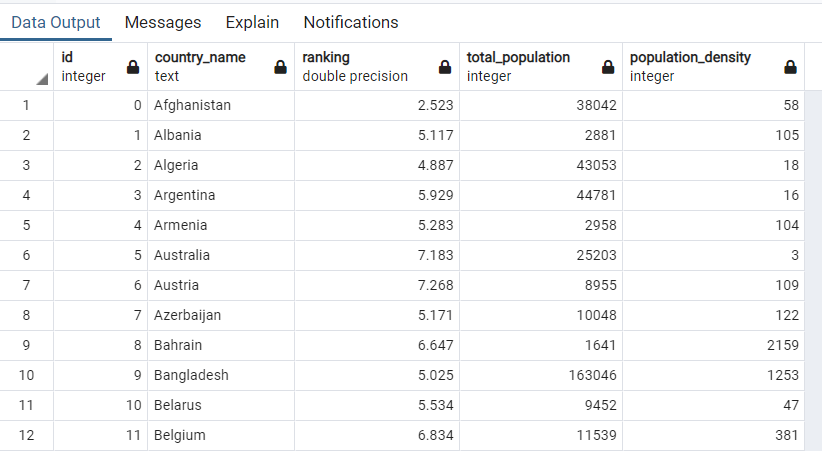 Data Output Messages Explain Notifications
id country_name ranking total_population population_density
integer text double precision integer integer
1 0 Afghanistan 2.523 38042 58
2 1 Albania 5.117 2881 105
3 2 Algeria 4.887 43053 18
4 3 Argentina 5.929 44781 16
5 4 Armenia 5.283 2958 104
6 5 Australia 7.183 25203 3
7 6 Austria 7.268 8955 109
8 7 Azerbaijan 5.171 10048 122
9 8 Bahrain 6.647 1641 2159
10 9 Bangladesh 5.025 163046 1253
11 10 Belarus 5.534 9452 47
12 11 Belgium 6.834 11539 381